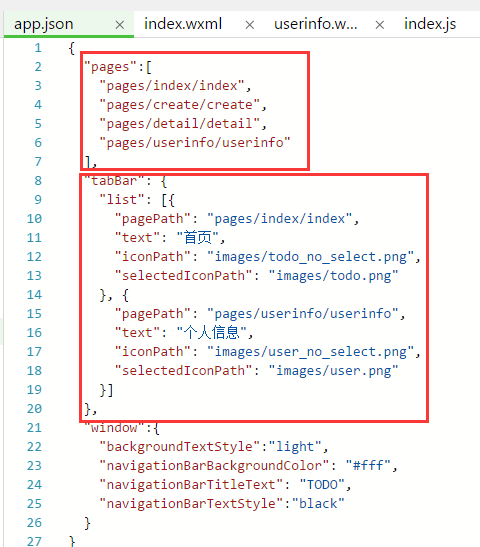 app.json × index.wxml userinfo.w... × index.js
1 {
2 "pages":[
3 "pages/index/index",
4 "pages/create/create",
5 "pages/detail/detail",
6 "pages/userinfo/userinfo"
7 ],
8 "tabBar": {
9 "list": [{
10 "pagePath": "pages/index/index",
11 "text": "首页",
12 "iconPath": "images/todo_no_select.png",
13 "selectedIconPath": "images/todo.png"
14 }, {
15 "pagePath": "pages/userinfo/userinfo",
16 "text": "个人信息",
17 "iconPath": "images/user_no_select.png",
18 "selectedIconPath": "images/user.png"
19 }]
20 },
21 "window":{
22 "backgroundTextStyle":"light",
23 "navigationBarBackgroundColor": "#fff",
24 "navigationBarTitleText": "TODO",
25 "navigationBarTextStyle":"black"
26 }
27 }